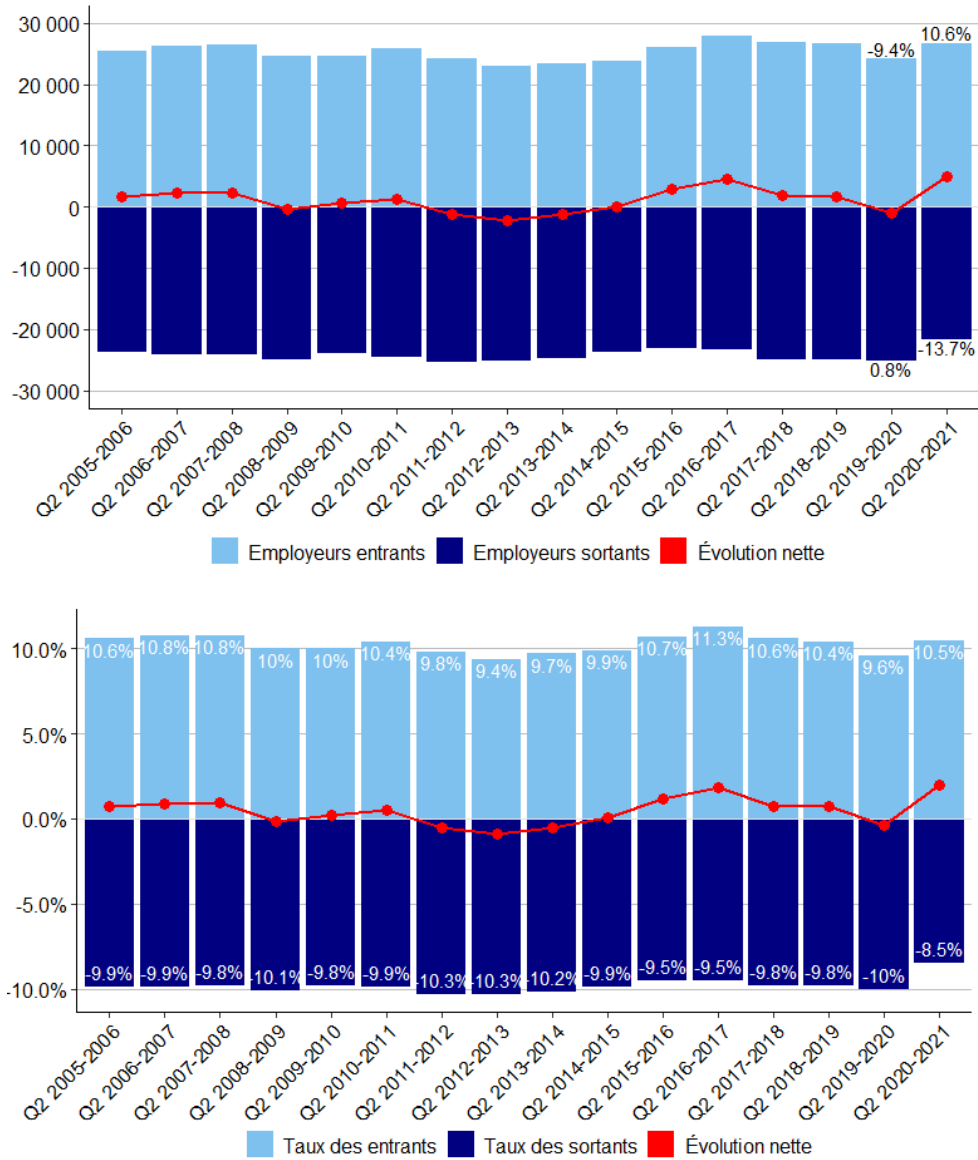 30 000
20 000
10 000
0
-10 000
-20 000
-30 000
-9.4%
10.6%
0.8%
-13.7%
Q2 2005-2006
Q2 2006-2007
Q2 2007-2008
Q2 2008-2009
Q2 2009-2010
Q2 2010-2011
Q2 2011-2012
Q2 2012-2013
Q2 2013-2014
Q2 2014-2015
Q2 2015-2016
Q2 2016-2017
Q2 2017-2018
Q2 2018-2019
Q2 2019-2020
Q2 2020-2021
Employeurs entrants Employeurs sortants Évolution nette
10.0%
5.0%
0.0%
-5.0%
-10.0%
10.6% 10.8% 10.8% 10% 10% 10.4% 9.8% 9.4% 9.7% 9.9% 10.7% 11.3% 10.6% 10.4% 9.6% 10.5%
-9.9% -9.9% -9.8% -10.1% -9.8% -9.9% -10.3% -10.3% -10.2% -9.9% -9.5% -9.5% -9.8% -9.8% -10% -8.5%
Q2 2005-2006
Q2 2006-2007
Q2 2007-2008
Q2 2008-2009
Q2 2009-2010
Q2 2010-2011
Q2 2011-2012
Q2 2012-2013
Q2 2013-2014
Q2 2014-2015
Q2 2015-2016
Q2 2016-2017
Q2 2017-2018
Q2 2018-2019
Q2 2019-2020
Q2 2020-2021
Taux des entrants Taux des sortants Évolution nette